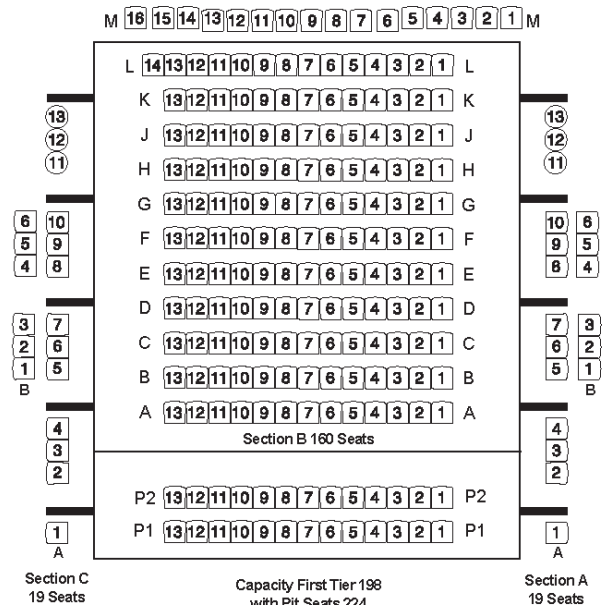 M 16 15 14 13 12 11 10 9 8 7 6 5 4 3 2 1 M
L 14 13 12 11 10 9 8 7 6 5 4 3 2 1 L
K 13 12 11 10 9 8 7 6 5 4 3 2 1 K
13 13
J 13 12 11 10 9 8 7 6 5 4 3 2 1 J
12 12
11 11
H 13 12 11 10 9 8 7 6 5 4 3 2 1 H
G 13 12 11 10 9 8 7 6 5 4 3 2 1 G
6 10 10 6
F 13 12 11 10 9 8 7 6 5 4 3 2 1 F
5 9 9 5
4 8 6 4
E 13 12 11 10 9 8 7 6 5 4 3 2 1 E
D 13 12 11 10 9 8 7 6 5 4 3 2 1 D
3 7 7 3
2 6 6 2
C 13 12 11 10 9 8 7 6 5 4 3 2 1 C
1 5 5 1
B B
B 13 12 11 10 9 8 7 6 5 4 3 2 1 B
A 13 12 11 10 9 8 7 6 5 4 3 2 1 A
4 4
Section B 160 Seats
3 3
2 2
P2 13 12 11 10 9 8 7 6 5 4 3 2 1 P2
P1 13 12 11 10 9 8 7 6 5 4 3 2 1 P1
1 1
A A
Section C
19 Seats
Capacity First Tier 198
with Pit Seats 224
Section A
19 Seats